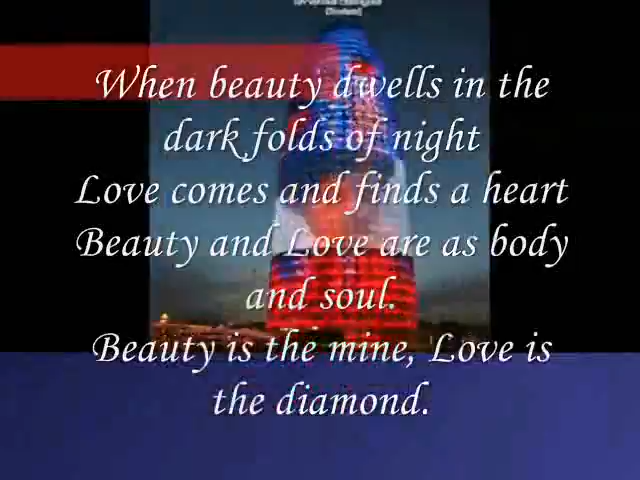 When beauty dwells in the
dark folds of night
Love comes and finds a heart
Beauty and Love are as body
and soul.
Beauty is the mine, Love is
the diamond.